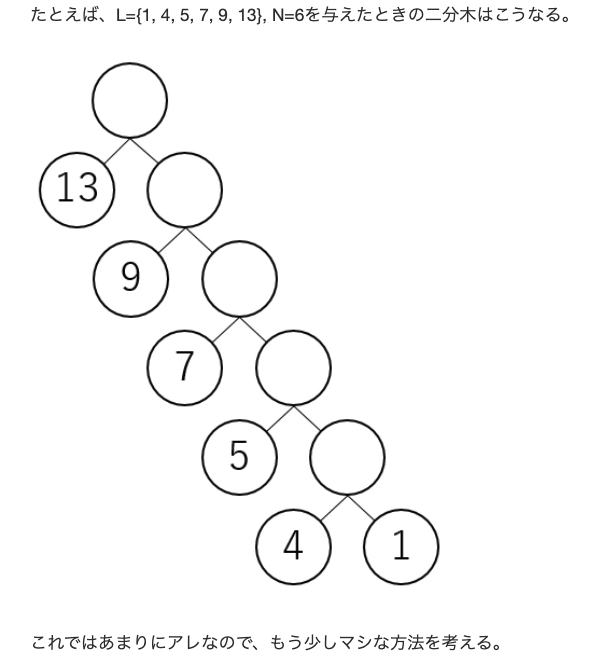 たとえば、L={1, 4, 5, 7, 9, 13}, N=6を与えたときの二分木はこうなる。
13
9
7
5
4 1
これではあまりにアレなので、もう少しマシな方法を考える。